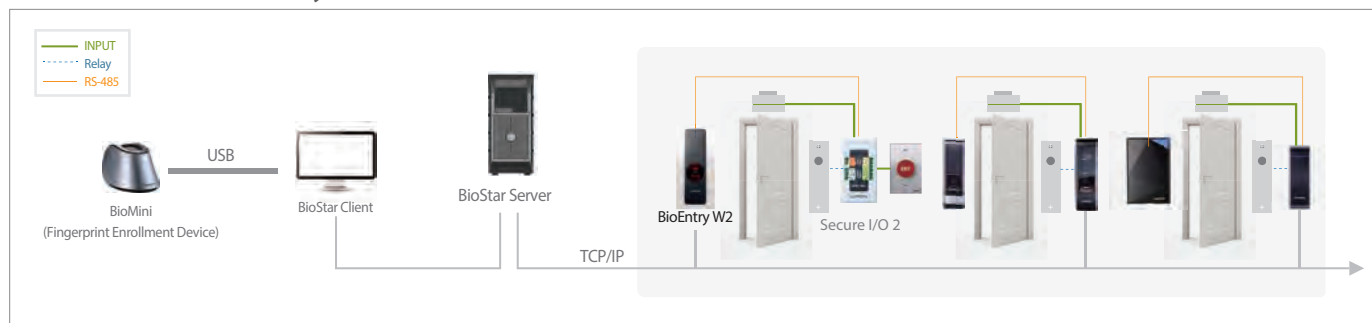 INPUT
Relay
RS-485
USB
BioMini
(Fingerprint Enrollment Device)
BioStar Client
BioStar Server
TCP/IP
BioEntry W2
Secure I/O 2
EXIT